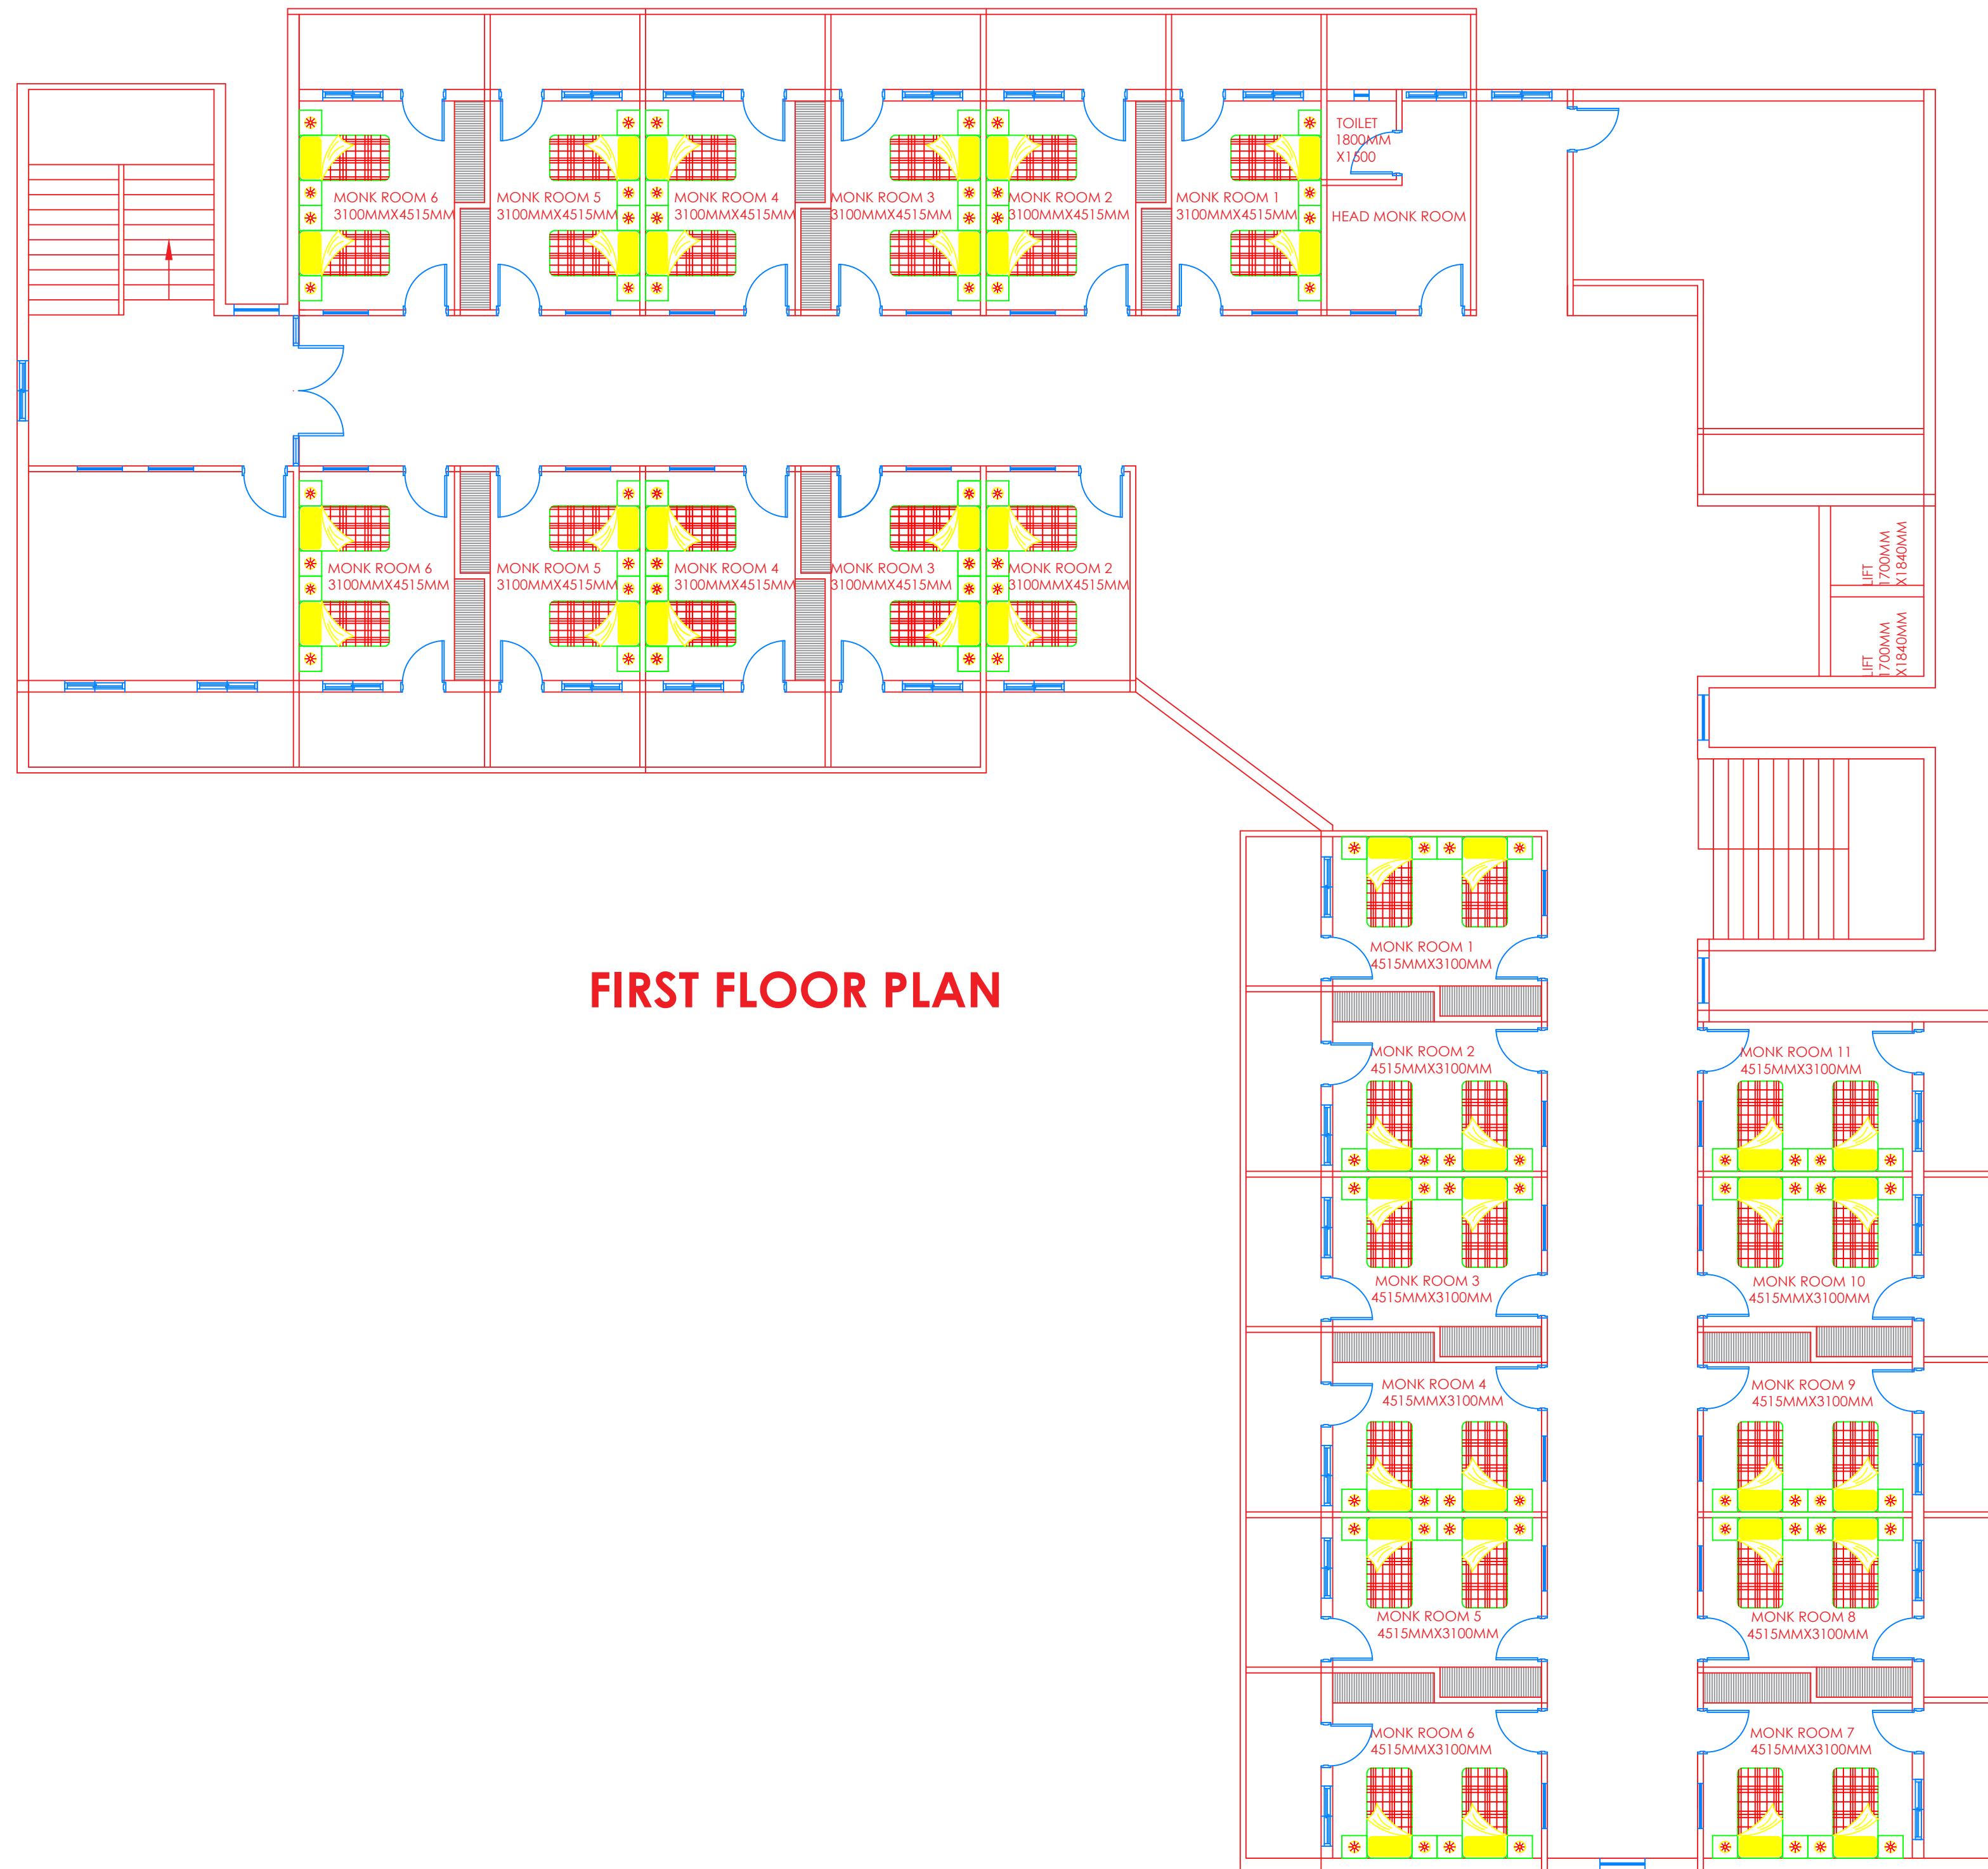 TOILET
1800MM
X1500
MONK ROOM 6
3100MMX4515MM
MONK ROOM 5
3100MMX4515MM
MONK ROOM 4
3100MMX4515MM
MONK ROOM 3
3100MMX4515MM
MONK ROOM 2
3100MMX4515MM
MONK ROOM 1
3100MMX4515MM
HEAD MONK ROOM
MONK ROOM 6
3100MMX4515MM
MONK ROOM 5
3100MMX4515MM
MONK ROOM 4
3100MMX4515MM
MONK ROOM 3
3100MMX4515MM
MONK ROOM 2
3100MMX4515MM
LIFT
1700MM
X1840MM
LIFT
1700MM
X1840MM
FIRST FLOOR PLAN
MONK ROOM 1
4515MMX3100MM
MONK ROOM 2
4515MMX3100MM
MONK ROOM 11
4515MMX3100MM
MONK ROOM 3
4515MMX3100MM
MONK ROOM 10
4515MMX3100MM
MONK ROOM 4
4515MMX3100MM
MONK ROOM 9
4515MMX3100MM
MONK ROOM 5
4515MMX3100MM
MONK ROOM 8
4515MMX3100MM
MONK ROOM 6
4515MMX3100MM
MONK ROOM 7
4515MMX3100MM